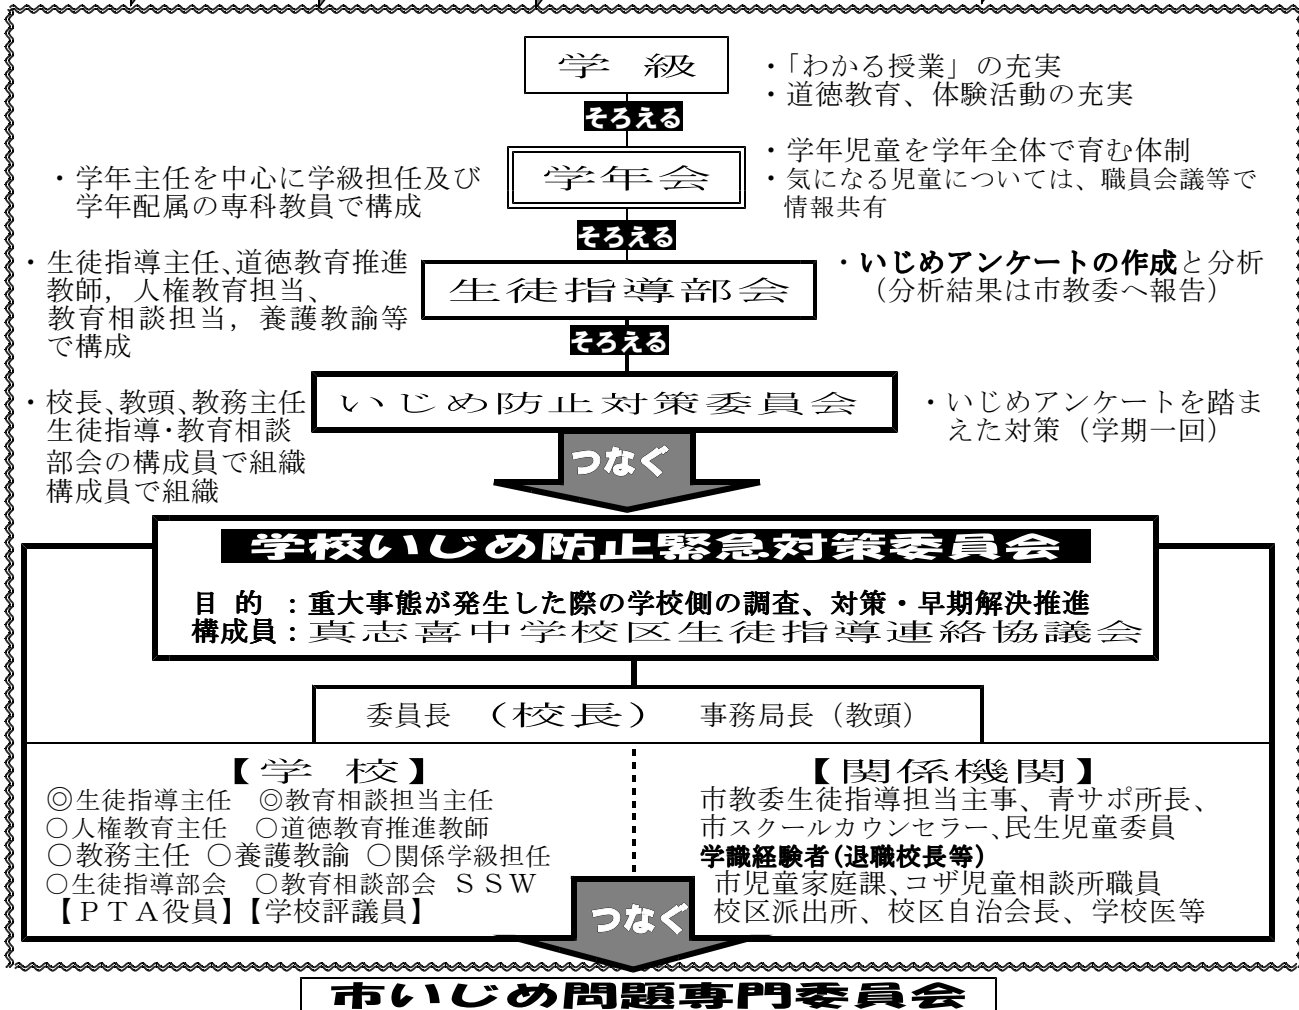 学 級
・「わかる授業」の充実
・道徳教育、体験活動の充実
そろえる
・学年主任を中心に学級担任及び
学年配属の専科教員で構成
学年会
・学年児童を学年全体で育む体制
・気になる児童については、職員会議等で
情報共有
そろえる
・生徒指導主任、道徳教育推進
教師，人権教育担当、
教育相談担当，養護教諭等
で構成
生徒指導部会
・いじめアンケートの作成と分析
（分析結果は市教委へ報告）
そろえる
・校長、教頭、教務主任
生徒指導・教育相談
部会の構成員で組織
構成員で組織
いじめ防止対策委員会
・いじめアンケートを踏ま
えた対策（学期一回）
つなぐ
学校いじめ防止緊急対策委員会
目 的 ：重大事態が発生した際の学校側の調査、対策・早期解決推進
構成員：真志喜中学校区生徒指導連絡協議会
委員長 （校長） 事務局長（教頭）
【学 校】
◎生徒指導主任 ◎教育相談担当主任
○人権教育主任 ○道徳教育推進教師
○教務主任 ○養護教諭 ○関係学級担任
○生徒指導部会 ○教育相談部会 ＳＳＷ
【ＰＴＡ役員】【学校評議員】
【関係機関】
市教委生徒指導担当主事、青サポ所長、
市スクールカウンセラー、民生児童委員
学識経験者（退職校長等）
市児童家庭課、コザ児童相談所職員
校区派出所、校区自治会長、学校医等
つなぐ
市いじめ問題専門委員会